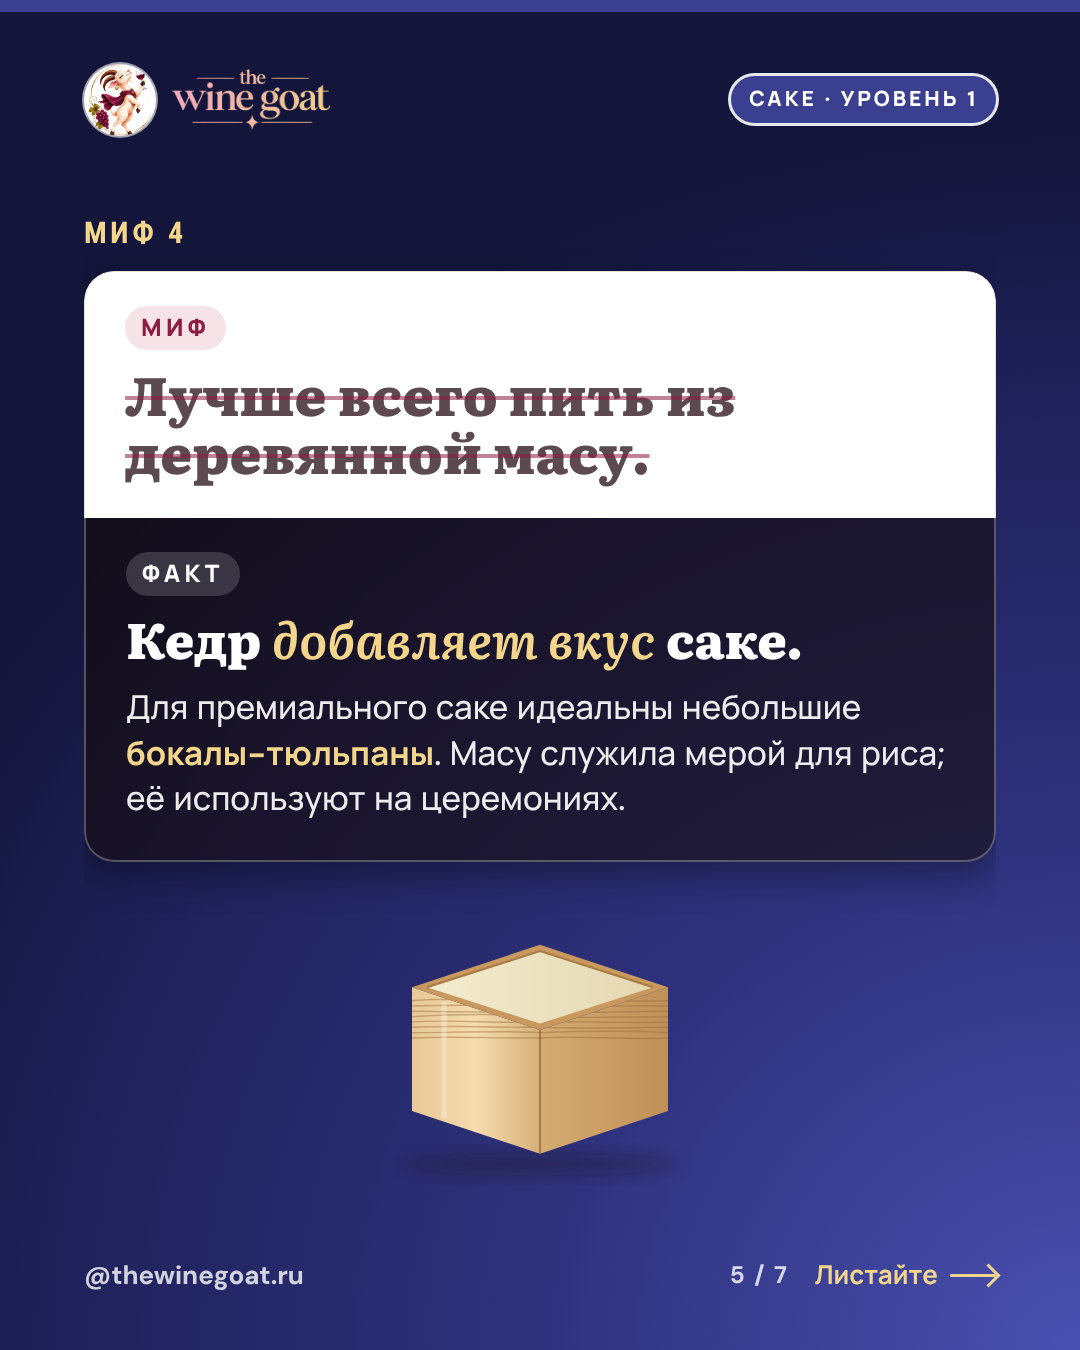 the
wine goat
САКЕ · УРОВЕНЬ 1
МИФ 4
МИФ
Лучше всего пить из
деревянной масу.
ФАКТ
Кедр добавляет вкус саке.
Для премиального саке идеальны небольшие
бокалы-тюльпаны. Масу служила мерой для риса;
её используют на церемониях.
@thewinegoat.ru
5 / 7
Листайте